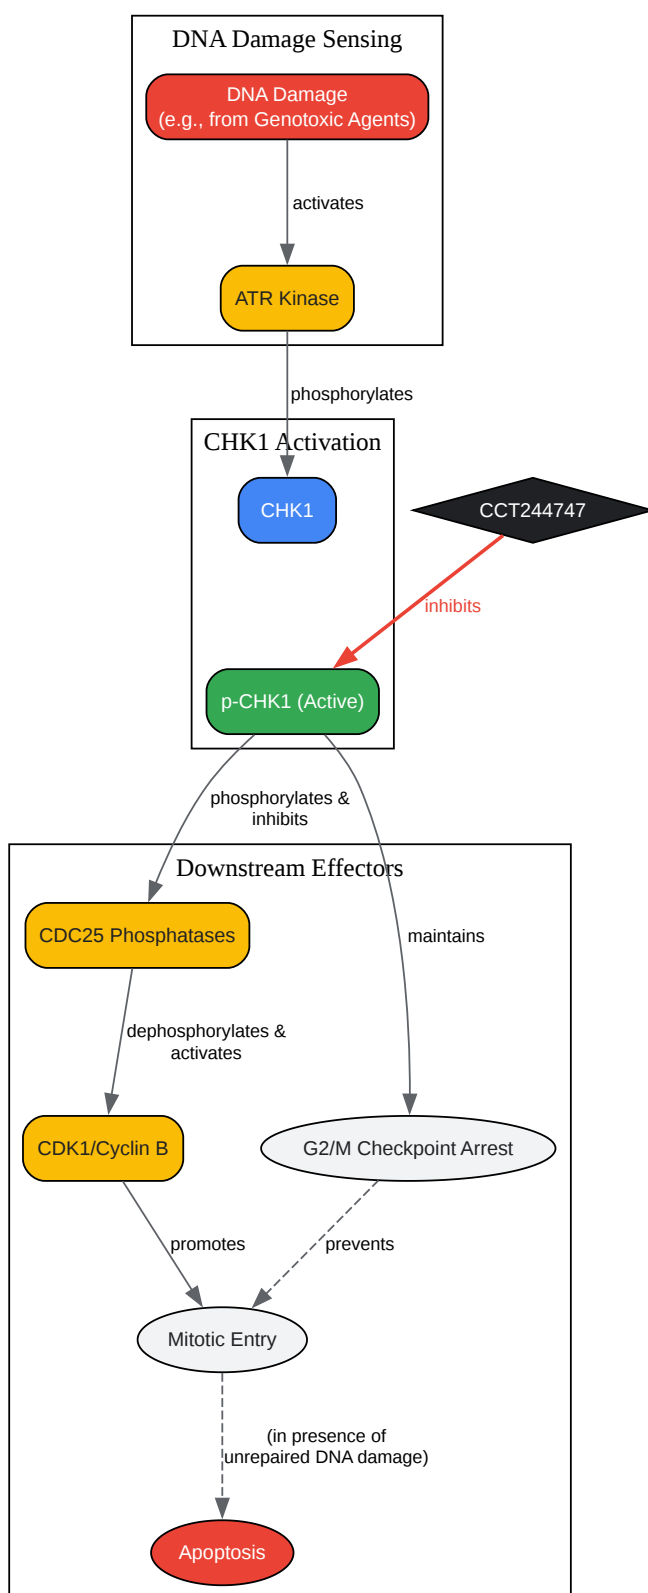 DNA Damage Sensing
DNA Damage
(e.g., from Genotoxic Agents)
activates
ATR Kinase
phosphorylates
CHK1 Activation
CHK1
CCT244747
inhibits
p-CHK1 (Active)
phosphorylates &
inhibits
Downstream Effectors
CDC25 Phosphatases
maintains
dephosphorylates &
activates
CDK1/Cyclin B
G2/M Checkpoint Arrest
promotes
prevents
Mitotic Entry
(in presence of
unrepaired DNA damage)
Apoptosis